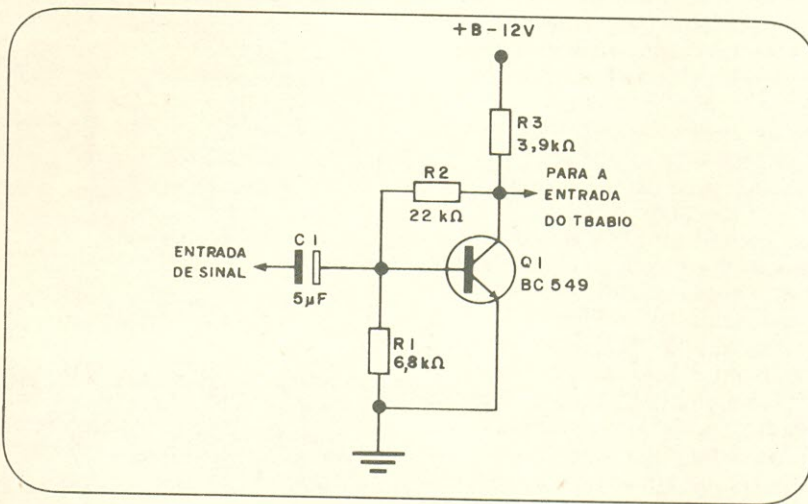 +B-12V
R3
3,9kΩ
R2
22 kΩ
PARA A
ENTRADA
DO TBABIO
ENTRADA
DE SINAL
C1
5µF
Q1
BC 549
R1
6,8kΩ